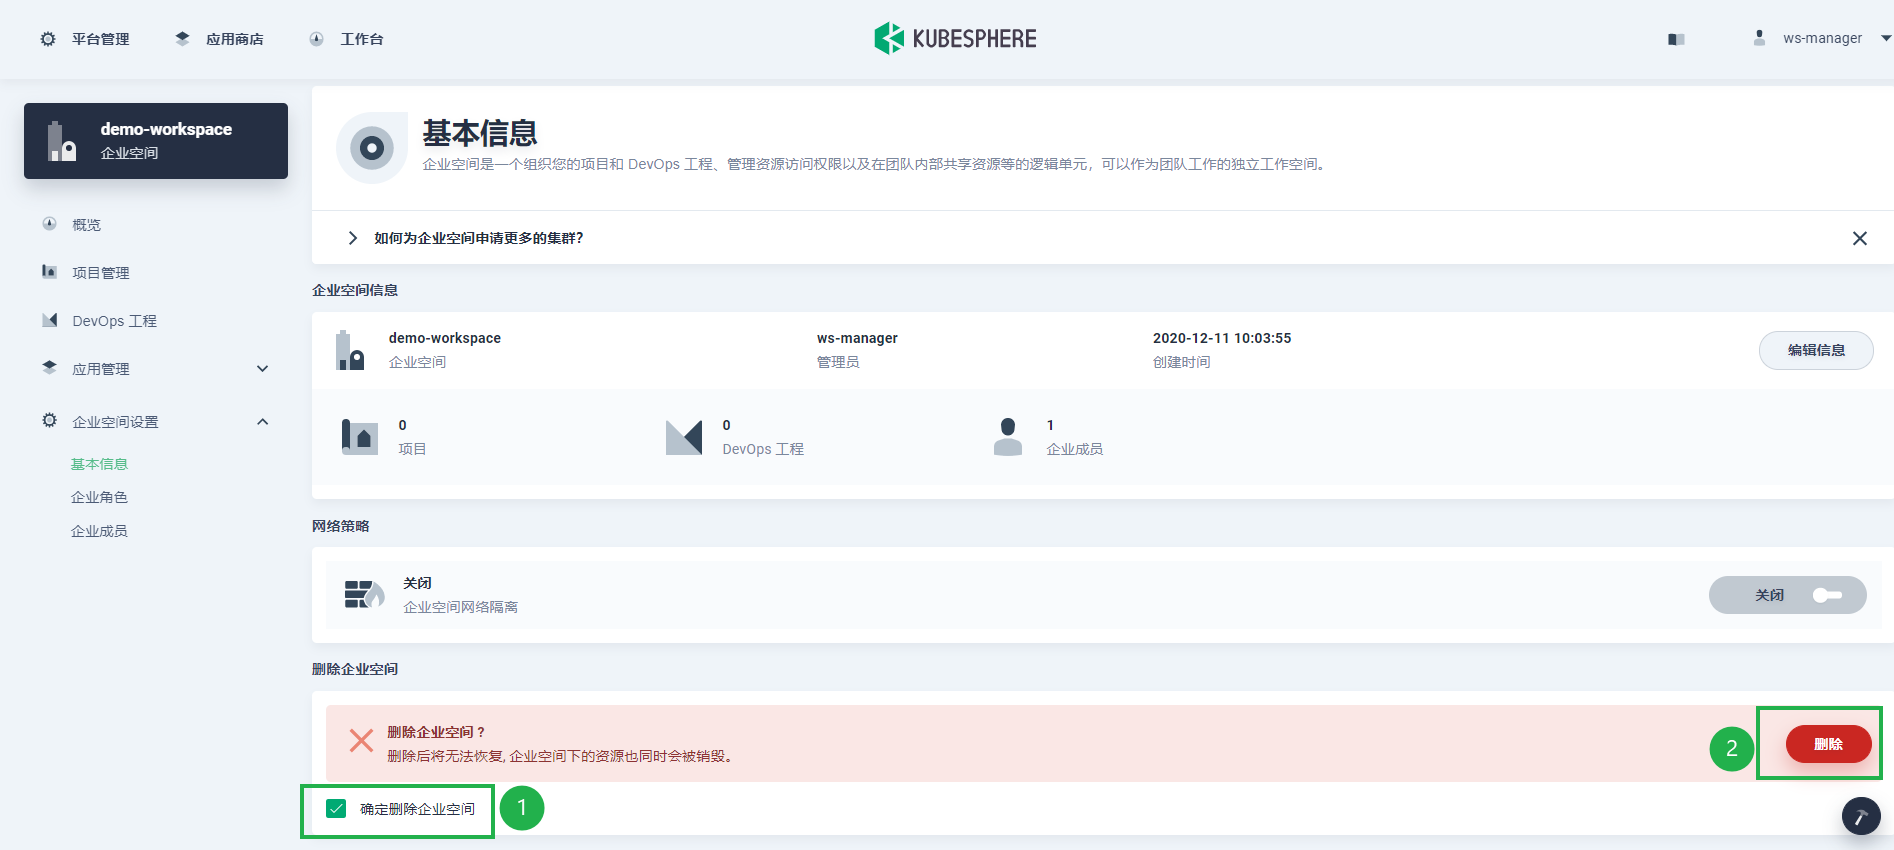 平台管理
应用商店
工作台
KUBESPHERE
ws-manager
demo-workspace
企业空间
概览
项目管理
DevOps 工程
应用管理
企业空间设置
基本信息
企业角色
企业成员
基本信息
企业空间是一个组织您的项目和 DevOps 工程、管理资源访问权限以及在团队内部共享资源等的逻辑单元，可以作为团队工作的独立工作空间。
如何为企业空间申请更多的集群?
企业空间信息
demo-workspace
企业空间
ws-manager
管理员
2020-12-11 10:03:55
创建时间
编辑信息
0
项目
0
DevOps 工程
1
企业成员
网络策略
关闭
企业空间网络隔离
关闭
删除企业空间
删除企业空间 ?
删除后将无法恢复, 企业空间下的资源也同时会被销毁。
2
删除
确定删除企业空间
1